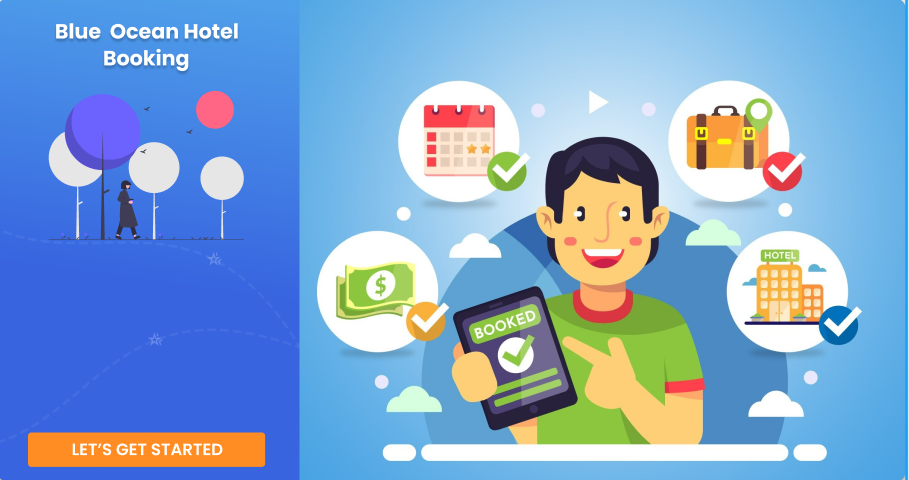 Blue Ocean Hotel
Booking
LET'S GET STARTED
$
BOOKED
HOTEL